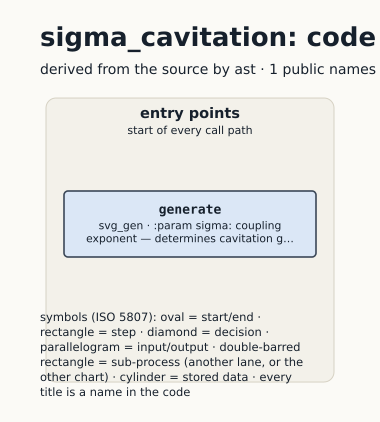 sigma_cavitation: code
derived from the source by ast · 1 public names
entry points
start of every call path
generate
svg_gen · :param sigma: coupling
exponent — determines cavitation g…
symbols (ISO 5807): oval = start/end ·
rectangle = step · diamond = decision ·
parallelogram = input/output · double-barred
rectangle = sub-process (another lane, or the
other chart) · cylinder = stored data · every
title is a name in the code